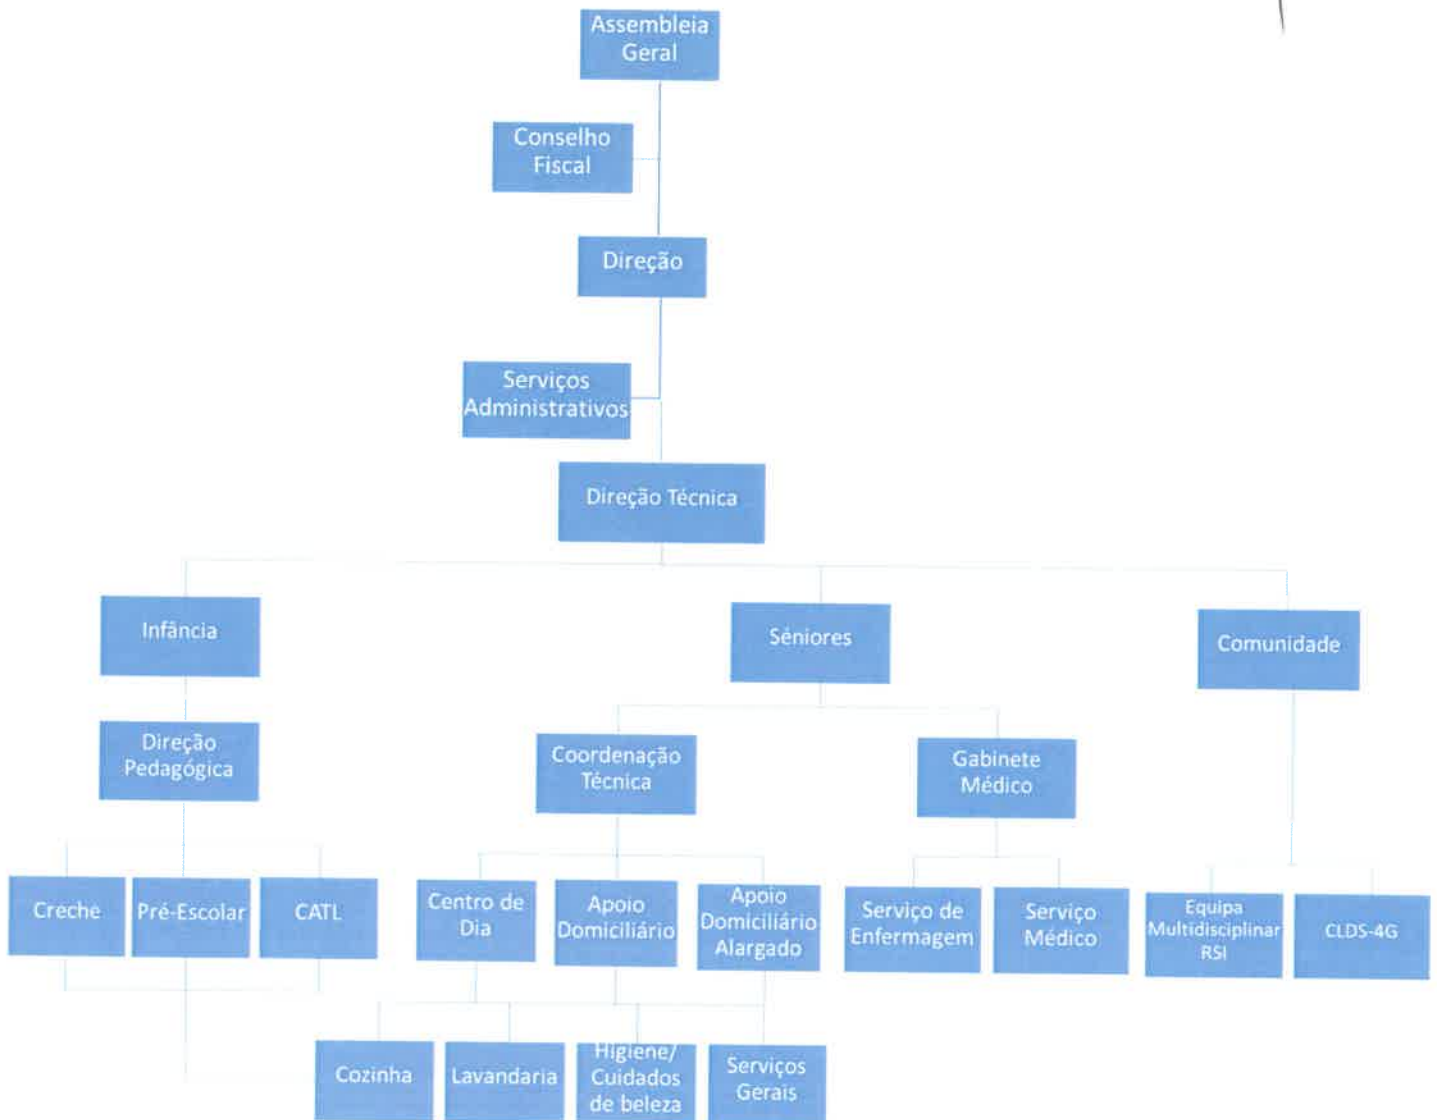 Assembleia
Geral
Conselho
Fiscal
Direção
Serviços
Administrativos
Direção Técnica
Infância
Séniores
Comunidade
Direção
Pedagógica
Coordenação
Técnica
Gabinete
Médico
Creche
Pré-Escolar
CATL
Centro de
Dia
Apoio
Domiciliário
Apoio
Domiciliário
Alargado
Serviço de
Enfermagem
Serviço
Médico
Equipa
Multidisciplinar
RSI
CLDS-4G
Cozinha
Lavandaria
Higiene/
Cuidados
de beleza
Serviços
Gerais